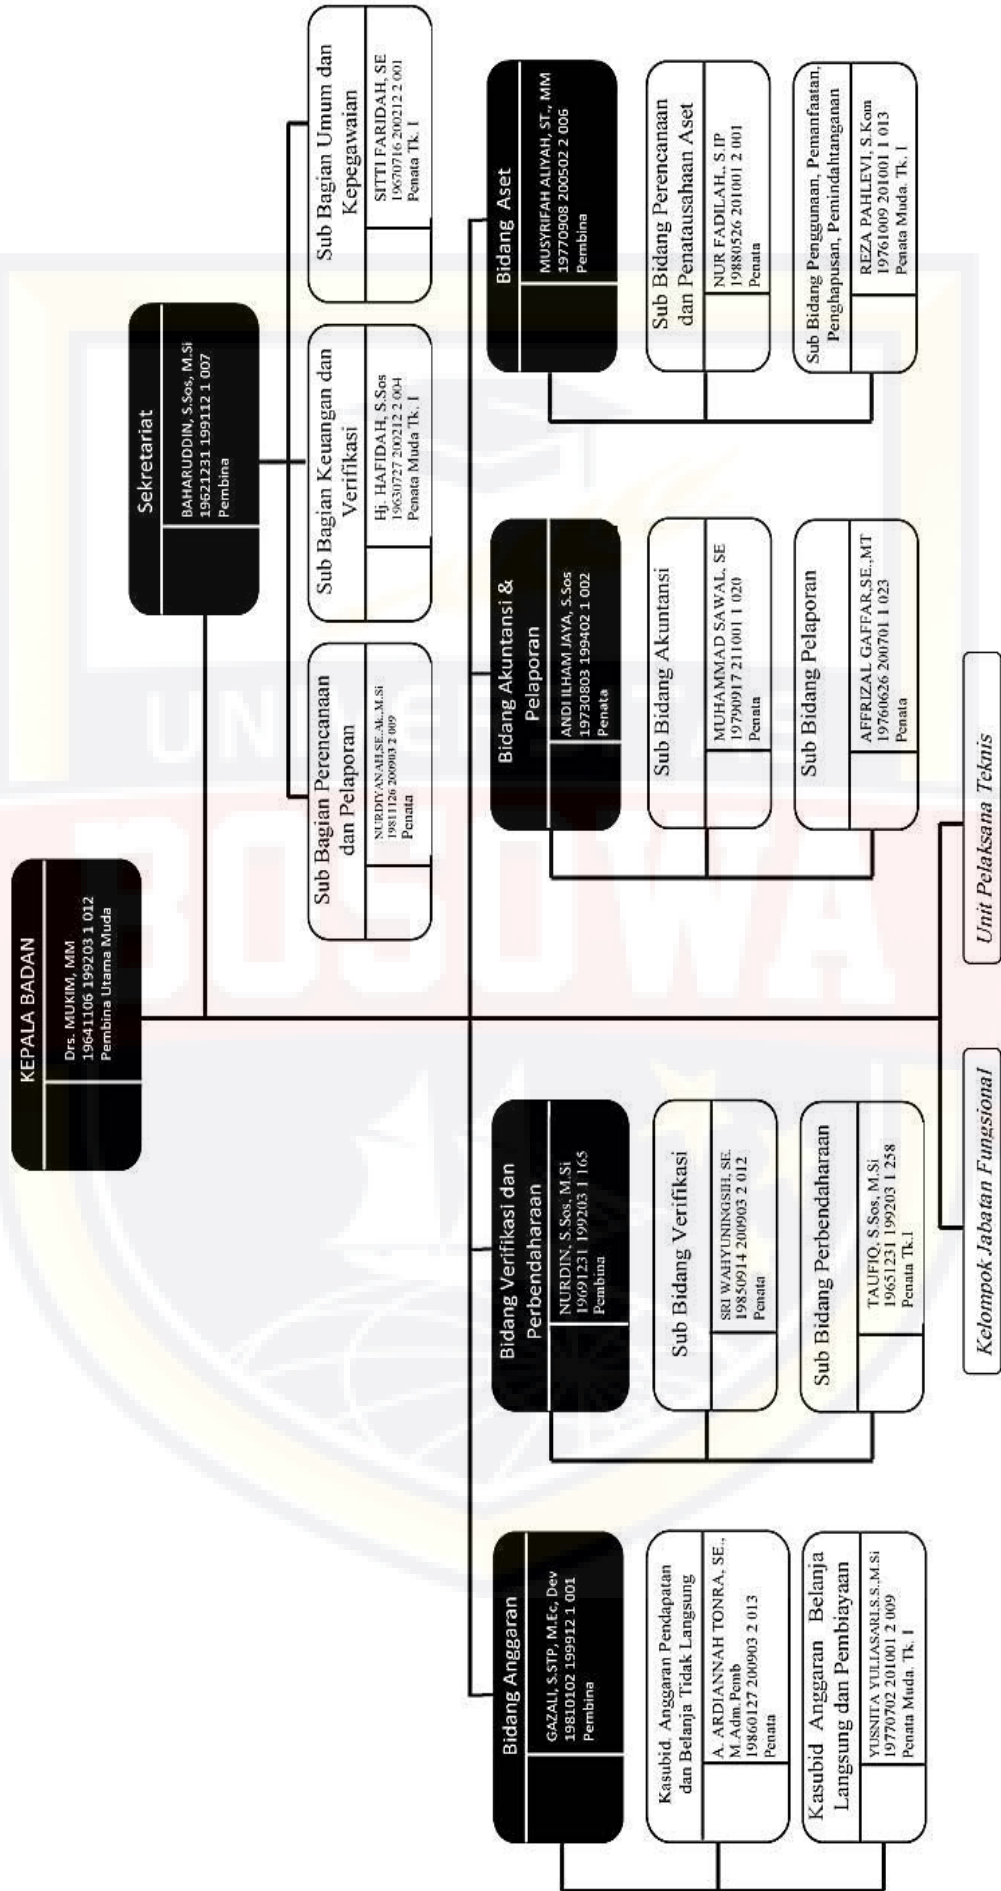 KEPALA BADAN
Drs. MUKIM, MM
19641106 199203 1 012
Pembina Utama Muda
Sekretariat
BAHARUDDIN, S.Sos, M.Si
19621231 199112 1 007
Pembina
Sub Bagian Perencanaan
dan Pelaporan
NURDIYANAH,SE.Ak.,M.Si
19811126 200903 2 009
Penata
Sub Bagian Keuangan dan
Verifikasi
Hj. HAFIDAH, S.Sos
19630727 200212 2 004
Penata Muda Tk. I
Sub Bagian Umum dan
Kepegawaian
SITTI FARIDAH, SE
19670716 200212 2 001
Penata Tk. I
Bidang Anggaran
GAZALI, S.STP, M.Ec, Dev
19810102 199912 1 001
Pembina
Kasubid. Anggaran Pendapatan
dan Belanja Tidak Langsung
A. ARDIANNAH TONRA, SE.,
M.Adm.Pemb
19860127 200903 2 013
Penata
Kasubid Anggaran Belanja
Langsung dan Pembiayaan
YUSNITA YULIASARI.S.S.,M.Si
19770702 201001 2 009
Penata Muda. Tk. I
Bidang Verifikasi dan
Perbendaharaan
NURDIN, S.Sos, M.Si
19691231 199203 1 165
Pembina
Sub Bidang Verifikasi
SRI WAHYUNINGSIH, SE.
19850914 200903 2 012
Penata
Sub Bidang Perbendaharaan
TAUFIQ, S.Sos, M.Si
19651231 199203 1 258
Penata Tk.I
Bidang Akuntansi &
Pelaporan
ANDI ILHAM JAYA, S.Sos
19730803 199402 1 002
Penata
Sub Bidang Akuntansi
MUHAMMAD SAWAL, SE
19790917 211001 1 020
Penata
Sub Bidang Pelaporan
AFFRIZAL GAFFAR,SE.,MT
19760626 200701 1 023
Penata
Bidang Aset
MUSYRIFAH ALIYAH, ST., MM
19770908 200502 2 006
Pembina
Sub Bidang Perencanaan
dan Penatausahaan Aset
NUR FADILAH., S.IP
19880526 201001 2 001
Penata
Sub Bidang Penggunaan, Pemanfaatan,
Penghapusan, Pemindahtanganan
REZA PAHLEVI, S.Kom
19761009 201001 1 013
Penata Muda. Tk. I
Kelompok Jabatan Fungsional
Unit Pelaksana Teknis
UNIVERSITAS
BOSOWA